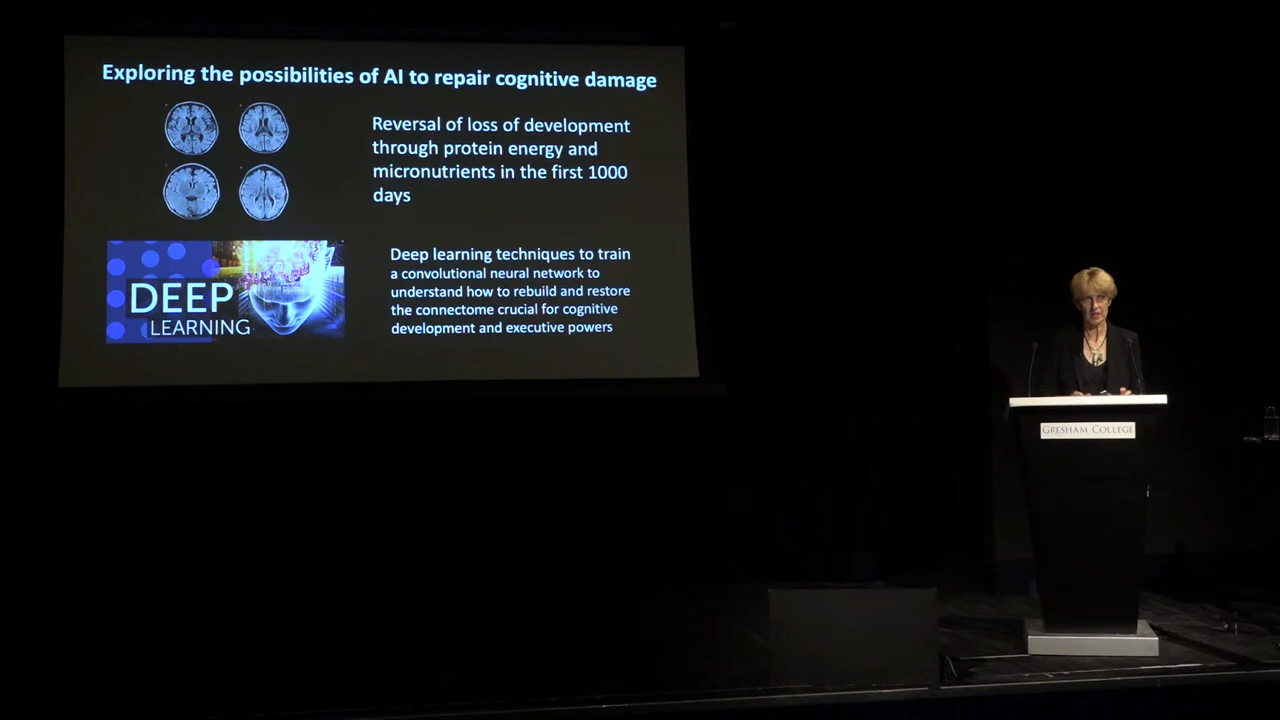 Exploring the possibilities of AI to repair cognitive damage
Reversal of loss of development
through protein energy and
micronutrients in the first 1000
days
DEEP
LEARNING
Deep learning techniques to train
a convolutional neural network to
understand how to rebuild and restore
the connectome crucial for cognitive
development and executive powers
GRESHAM COLLEGE